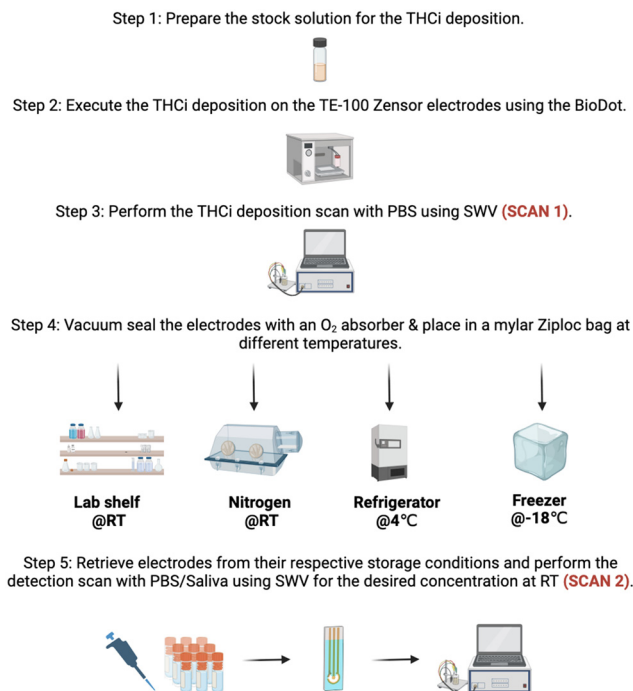 Step 1: Prepare the stock solution for the THCi deposition.
Step 2: Execute the THCi deposition on the TE-100 Zensor electrodes using the BioDot.
Step 3: Perform the THCi deposition scan with PBS using SWV (SCAN 1).
Step 4: Vacuum seal the electrodes with an O₂ absorber & place in a mylar Ziploc bag at
different temperatures.
Lab shelf
@RT
Nitrogen
@RT
Refrigerator
@4°C
Freezer
@-18°C
Step 5: Retrieve electrodes from their respective storage conditions and perform the
detection scan with PBS/Saliva using SWV for the desired concentration at RT (SCAN 2).